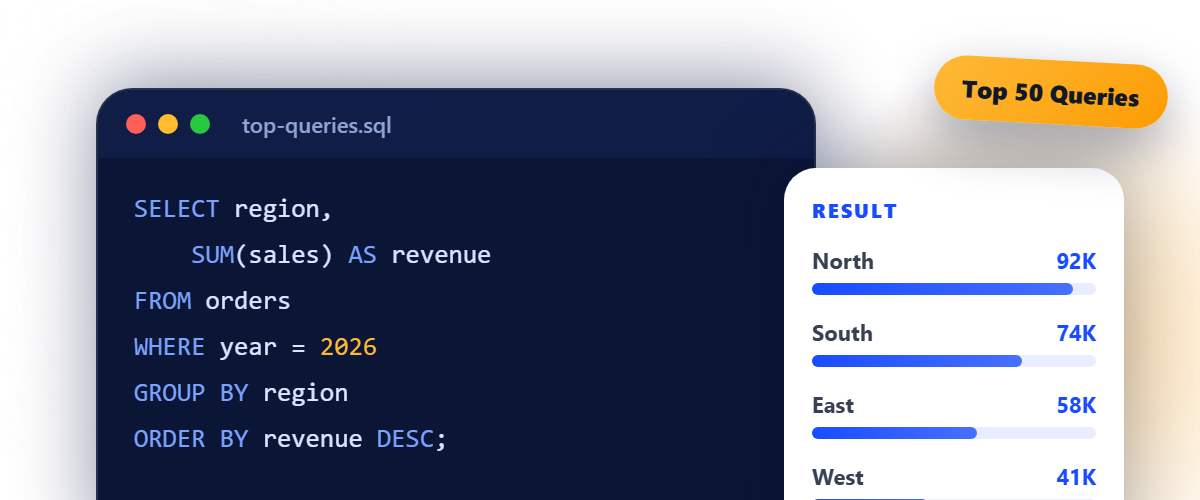 Top 50 Queries
top-queries.sql
SELECT region,
    SUM(sales) AS revenue
FROM orders
WHERE year = 2026
GROUP BY region
ORDER BY revenue DESC;
RESULT
North 92K
South 74K
East 58K
West 41K